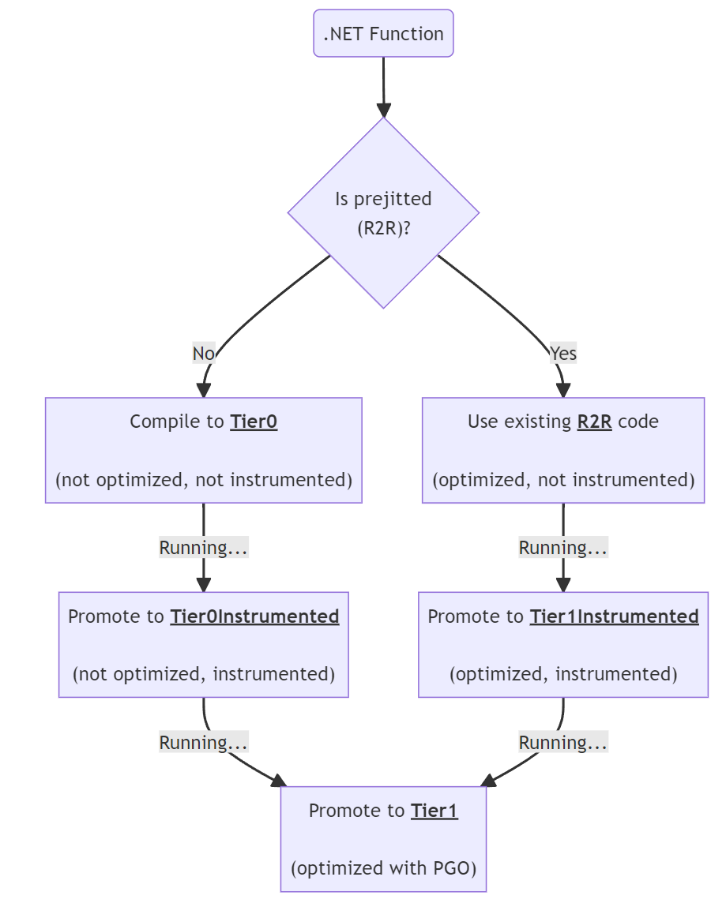 .NET Function
Is prejitted
(R2R)?
No
Yes
Compile to Tier0
(not optimized, not instrumented)
Use existing R2R code
(optimized, not instrumented)
Running...
Running...
Promote to Tier0Instrumented
(not optimized, instrumented)
Promote to Tier1Instrumented
(optimized, instrumented)
Running...
Running...
Promote to Tier1
(optimized with PGO)